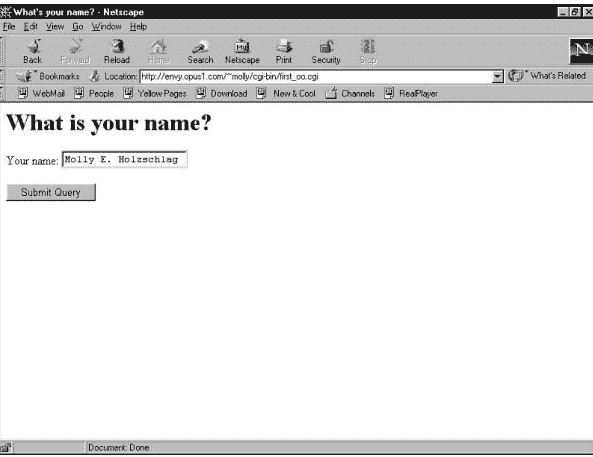 What's your name? - Netscape
File Edit View Go Window Help
Back Forward Reload Home Search Netscape Print Security Stop
N
Bookmarks Location: http://envy.opus1.com/~molly/cgi-bin/first_oo.cgi What's Related
WebMail People Yellow Pages Download New & Cool Channels RealPlayer
What is your name?
Your name: Molly E. Holzschlag
Submit Query
Document: Done